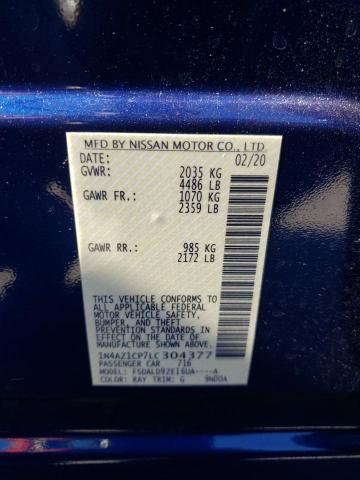 MFD BY NISSAN MOTOR CO., LTD.
DATE: 02/20
GVWR: 2035 KG
4486 LB
GAWR FR.: 1070 KG
2359 LB
GAWR RR.: 985 KG
2172 LB
THIS VEHICLE CONFORMS TO
ALL APPLICABLE FEDERAL
MOTOR VEHICLE SAFETY,
BUMPER, AND THEFT
PREVENTION STANDARDS
IN EFFECT ON THE DATE OF
MANUFACTURE SHOWN ABOVE.
1N4AZ1CP7LC304377
PASSENGER CAR 716
MODEL: FSDALD9ZE16UA----A
COLOR: RAY TRIM: G 9N00A